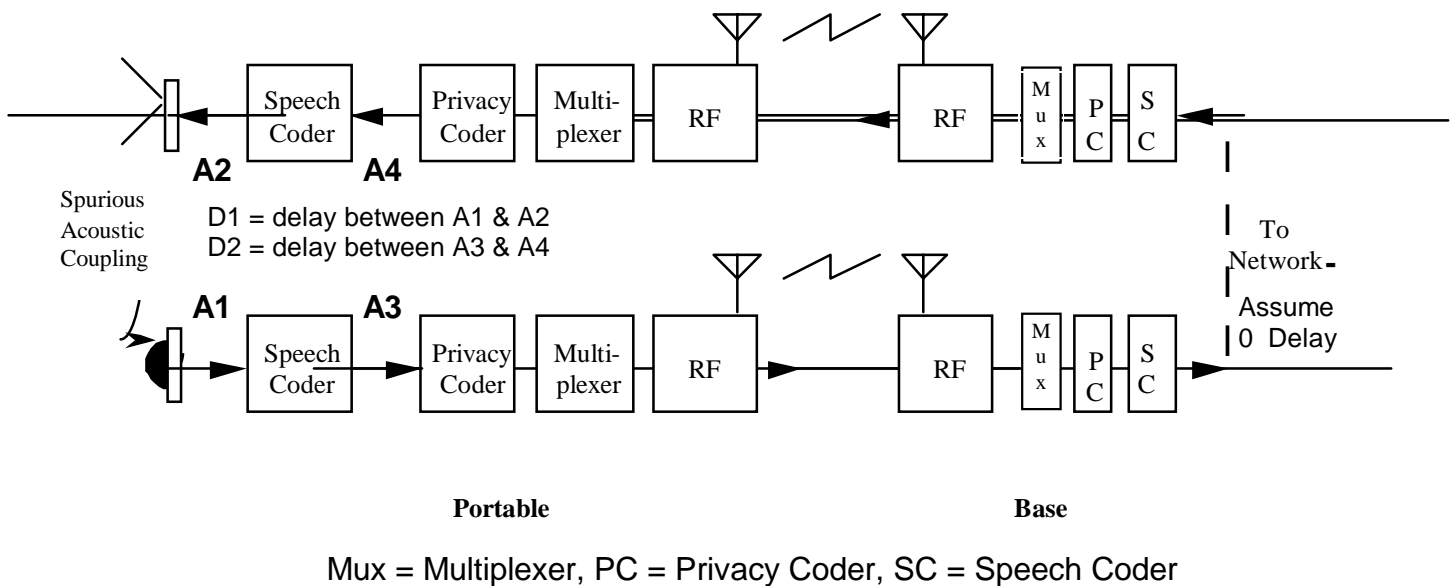 Speech
Coder
Privacy
Coder
Multi-
plexer
RF
RF
M
u
x
P
C
S
C
A2
A4
Spurious
Acoustic
Coupling
D1 = delay between A1 & A2
D2 = delay between A3 & A4
To
Network-
Assume
0 Delay
A1
A3
Speech
Coder
Privacy
Coder
Multi-
plexer
RF
RF
M
u
x
P
C
S
C
Portable
Base
Mux = Multiplexer, PC = Privacy Coder, SC = Speech Coder